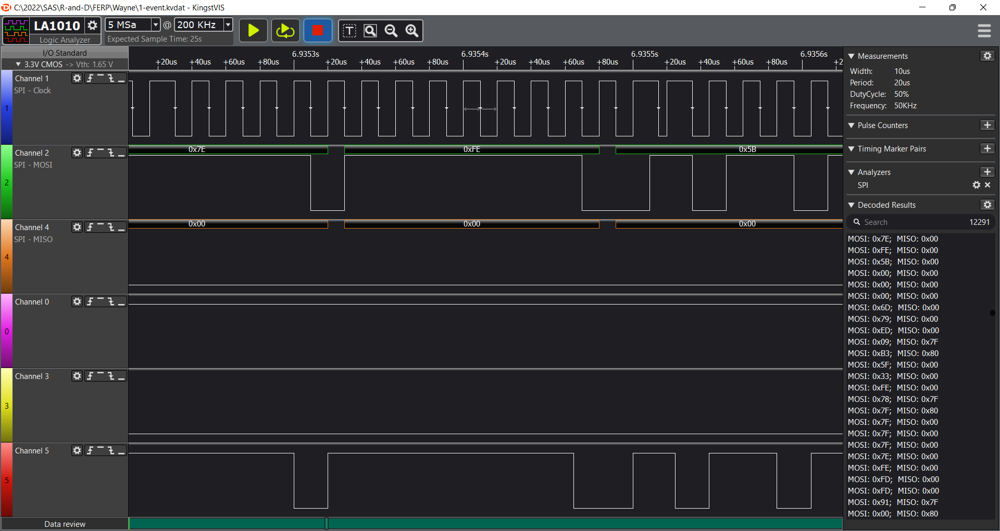 C:\2022\SAS\R-and-D\FERP\Wayne\1-event.kvdat - KingstVIS
LA1010
Logic Analyzer
5 MSa @ 200 KHz
Expected Sample Time: 25s
I/O Standard
3.3V CMOS -> Vth: 1.65 V
6.9353s 6.9354s 6.9355s 6.9356s
+20us +40us +60us +80us +20us +40us +60us +80us +20us +40us +60us +80us +20us +40us +60us +80us +2
Channel 1
SPI - Clock
1
Channel 2
SPI - MOSI
2
0x7E 0xFE 0x5B
Channel 4
SPI - MISO
4
0x00 0x00 0x00
Channel 0
0
Channel 3
3
Channel 5
5
Data review
Measurements
Width: 10us
Period: 20us
DutyCycle: 50%
Frequency: 50KHz
Pulse Counters
Timing Marker Pairs
Analyzers
SPI
Decoded Results
Search 12291
MOSI: 0x7E; MISO: 0x00
MOSI: 0xFE; MISO: 0x00
MOSI: 0x5B; MISO: 0x00
MOSI: 0x00; MISO: 0x00
MOSI: 0x00; MISO: 0x00
MOSI: 0x00; MISO: 0x00
MOSI: 0x6D; MISO: 0x00
MOSI: 0x79; MISO: 0x00
MOSI: 0xED; MISO: 0x00
MOSI: 0x09; MISO: 0x7F
MOSI: 0xB3; MISO: 0x80
MOSI: 0x5F; MISO: 0x00
MOSI: 0x33; MISO: 0x00
MOSI: 0xFE; MISO: 0x00
MOSI: 0x78; MISO: 0x7F
MOSI: 0x7F; MISO: 0x80
MOSI: 0x7F; MISO: 0x00
MOSI: 0x7F; MISO: 0x00
MOSI: 0x7F; MISO: 0x00
MOSI: 0x7E; MISO: 0x00
MOSI: 0xFE; MISO: 0x00
MOSI: 0xFD; MISO: 0x00
MOSI: 0xFD; MISO: 0x00
MOSI: 0x91; MISO: 0x7F
MOSI: 0x00; MISO: 0x80